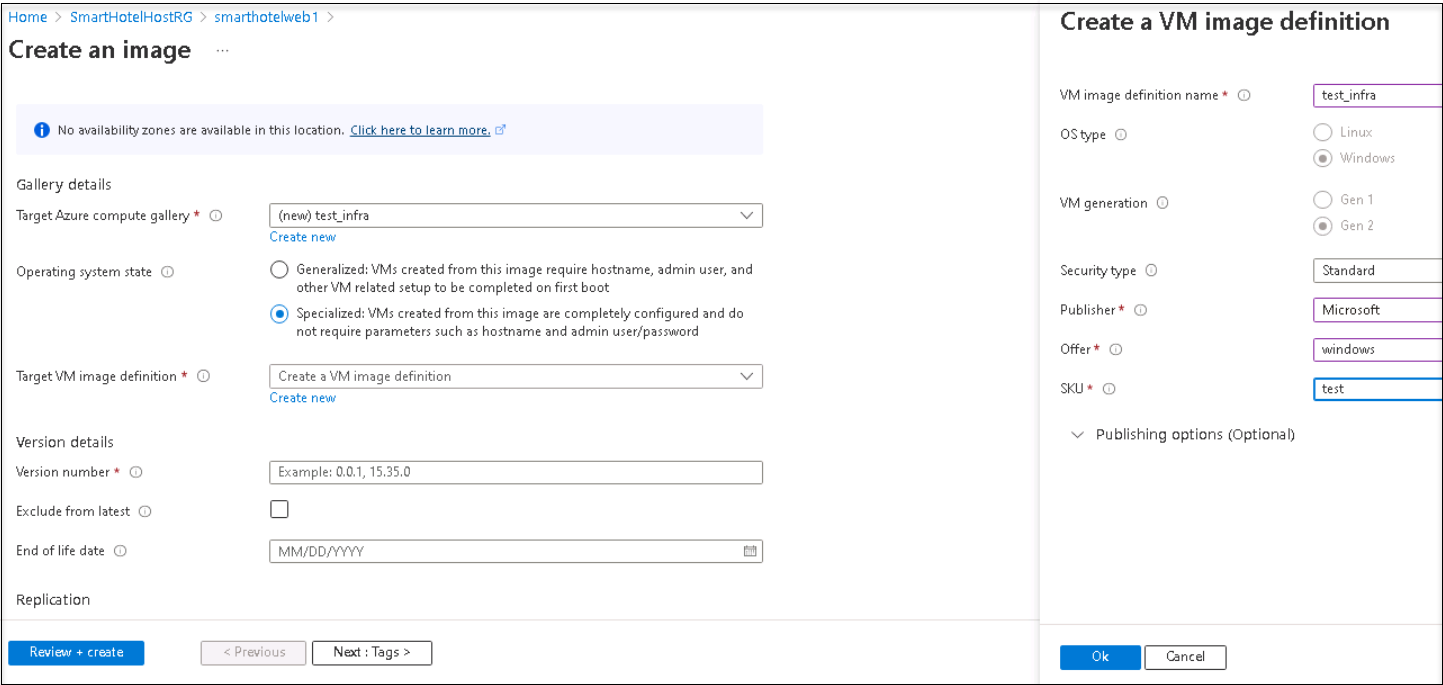 Home > SmartHotelHostRG > smarthotelweb1 >
Create an image ...
No availability zones are available in this location. Click here to learn more.
Gallery details
Target Azure compute gallery *
(new) test_infra
Create new
Operating system state
Generalized: VMs created from this image require hostname, admin user, and
other VM related setup to be completed on first boot
Specialized: VMs created from this image are completely configured and do
not require parameters such as hostname and admin user/password
Target VM image definition *
Create a VM image definition
Create new
Version details
Version number *
Example: 0.0.1, 15.35.0
Exclude from latest
End of life date
MM/DD/YYYY
Replication
Review + create
< Previous
Next : Tags >
Create a VM image definition
VM image definition name *
test_infra
OS type
Linux
Windows
VM generation
Gen 1
Gen 2
Security type
Standard
Publisher *
Microsoft
Offer *
windows
SKU *
test
Publishing options (Optional)
Ok
Cancel